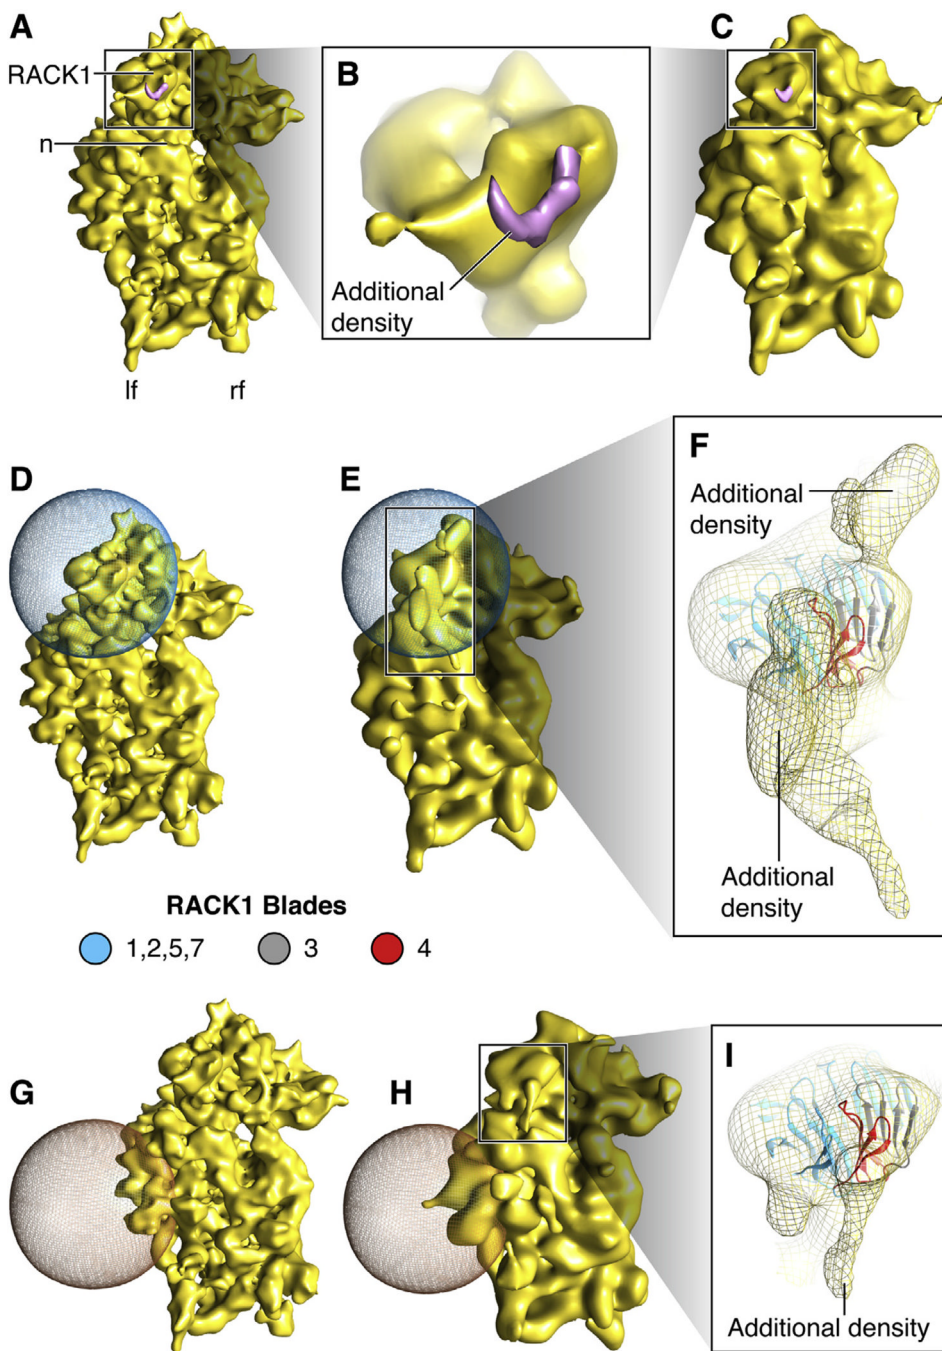 A
RACK1
n
lf
rf
B
Additional
density
C
D
E
F
Additional
density
Additional
density
RACK1 Blades
1,2,5,7
3
4
G
H
I
Additional density